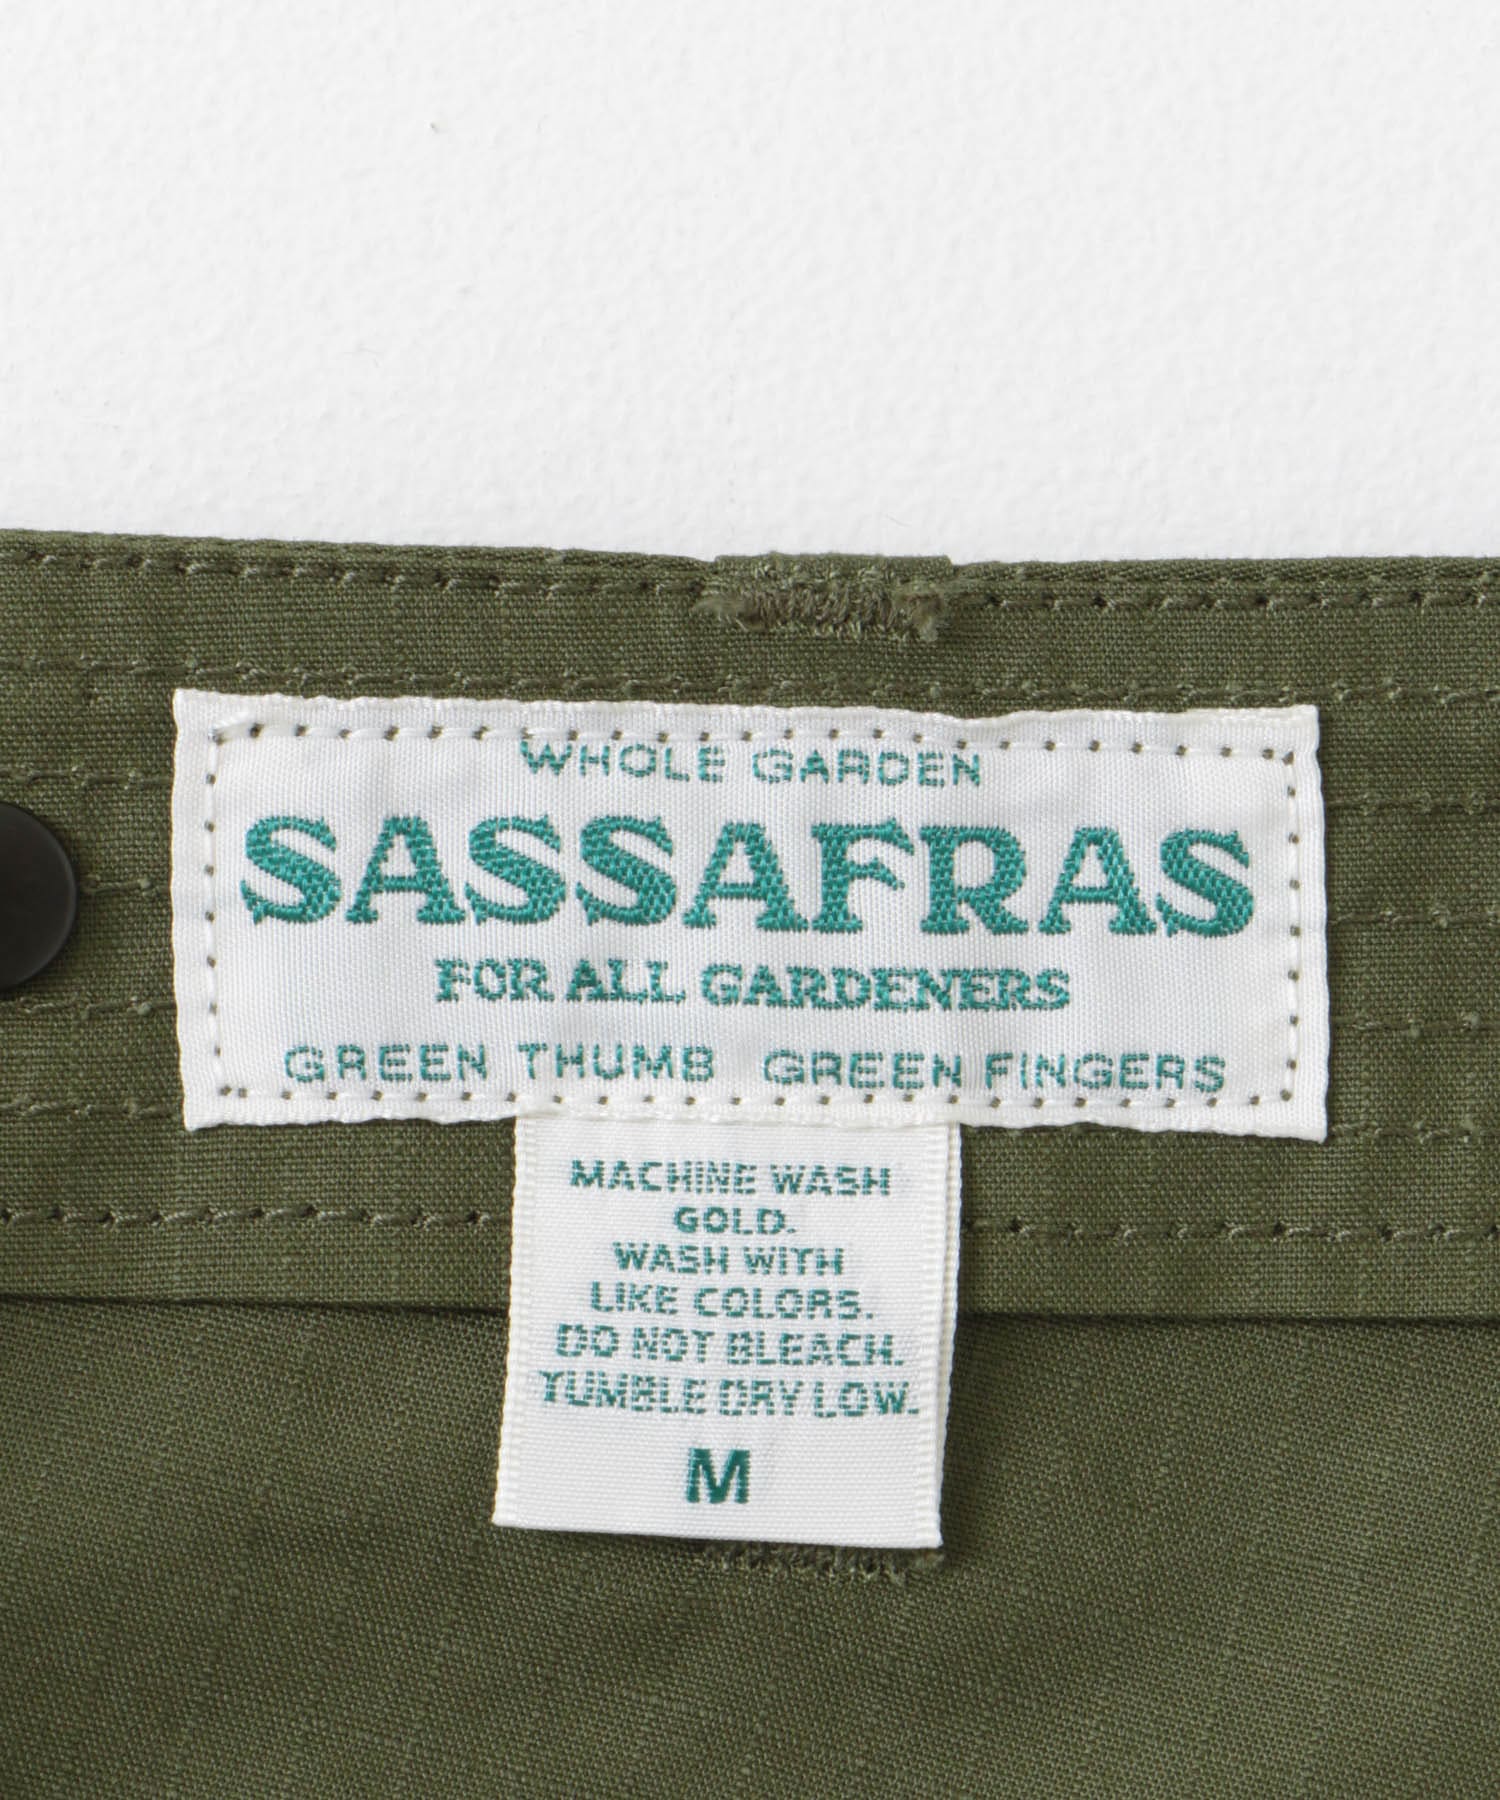 WHOLE GARDEN
SASSAFRAS
FOR ALL GARDENERS
GREEN THUMB GREEN FINGERS
MACHINE WASH
GOLD.
WASH WITH
LIKE COLORS.
DO NOT BLEACH.
TUMBLE DRY LOW.
M